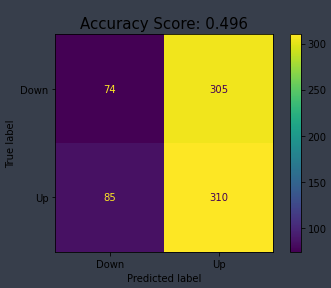 Accuracy Score: 0.496
Down
74
305
Up
85
310
Down
Up
Predicted label
True label
300
250
200
150
100